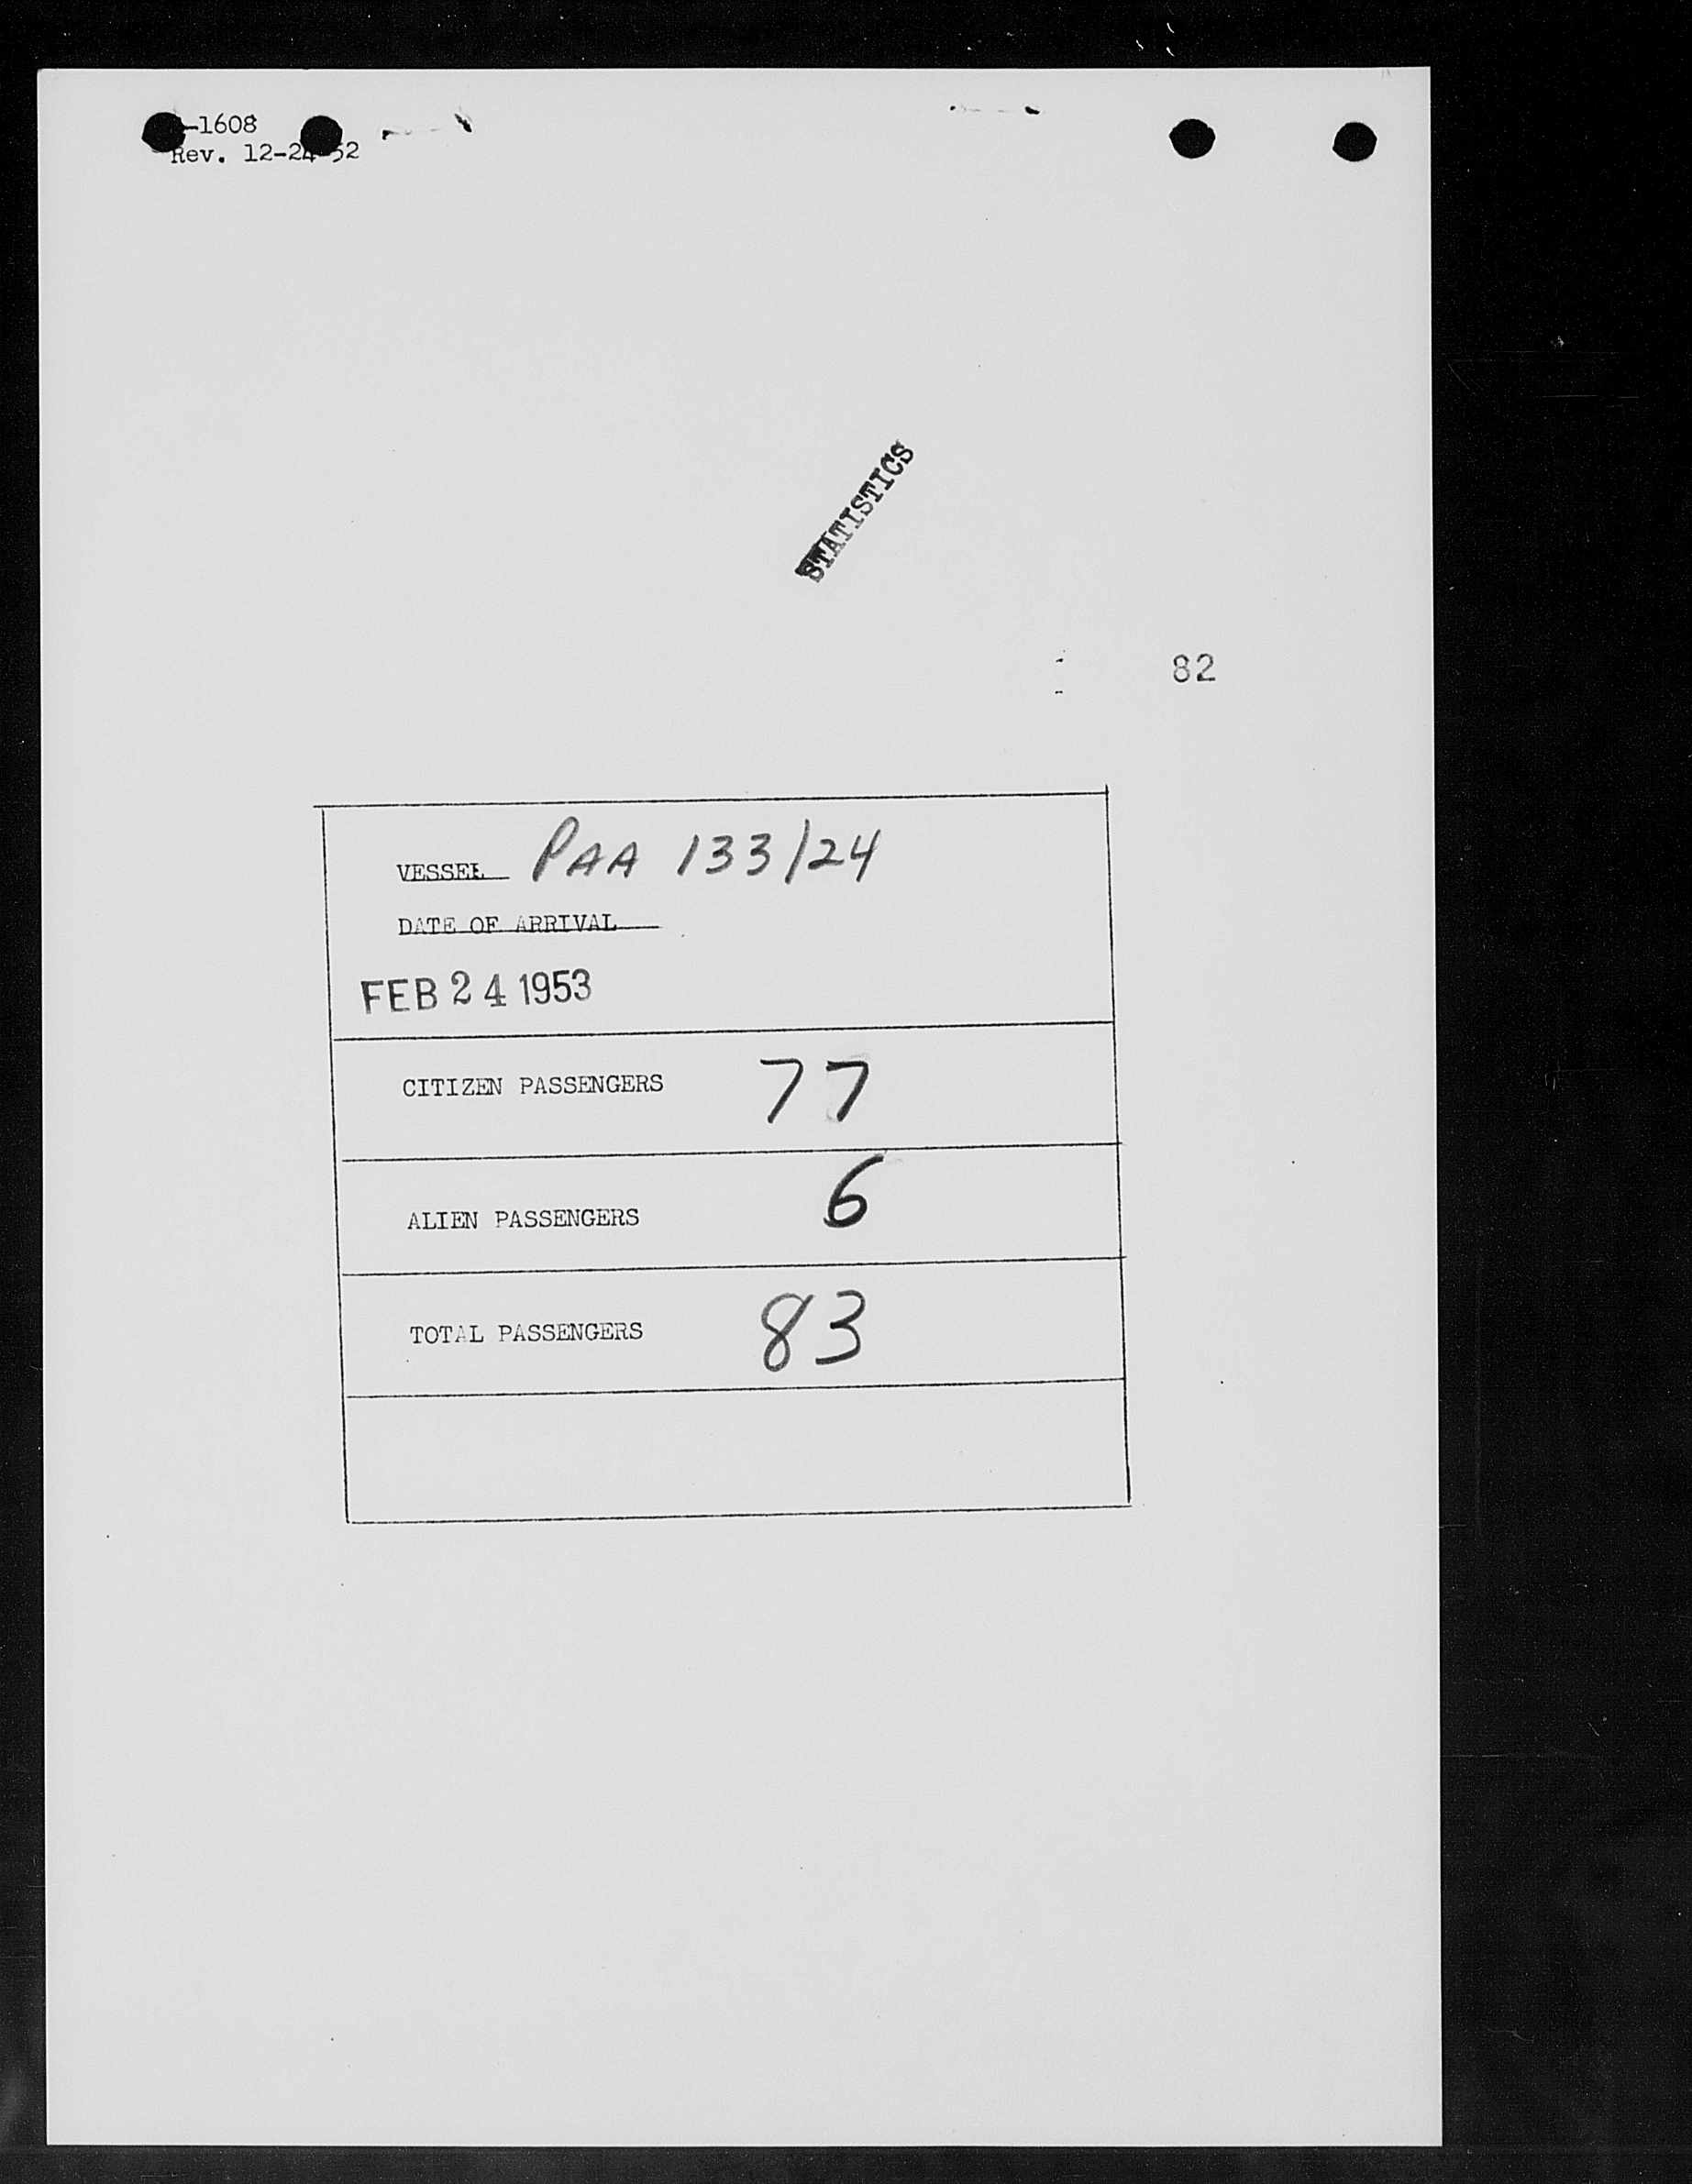 -1608
Rev. 12-24-52
STATISTICS
82
VESSEL PAA 133/24
DATE OF ARRIVAL
FEB 24 1953
CITIZEN PASSENGERS 77
ALIEN PASSENGERS 6
TOTAL PASSENGERS 83